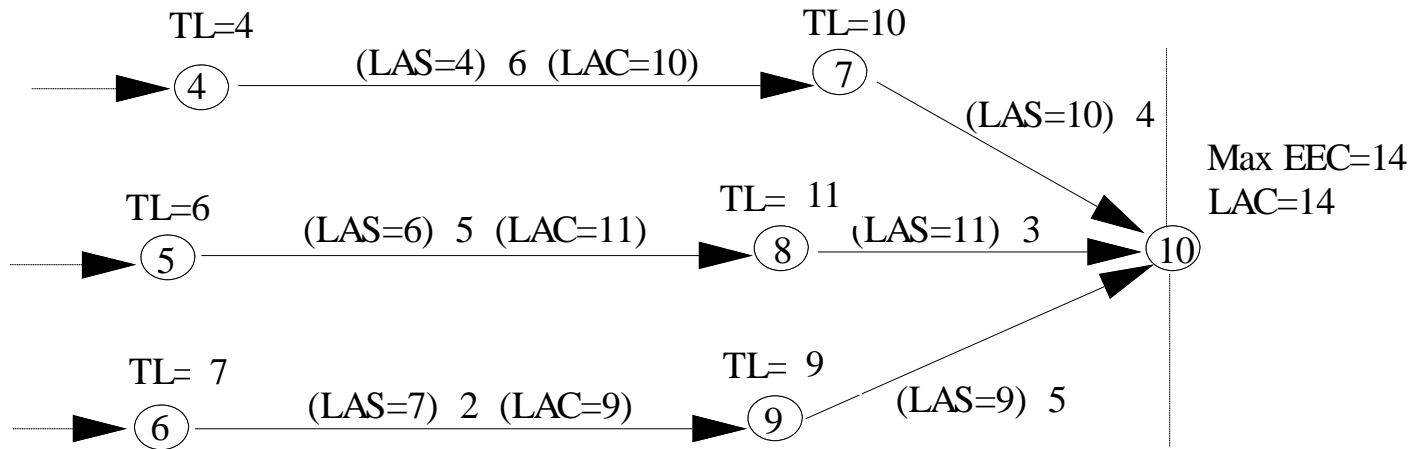 TL=4
TL=10
(LAS=4) 6 (LAC=10)
4
7
(LAS=10) 4
Max EEC=14
LAC=14
TL=6
TL= 11
(LAS=6) 5 (LAC=11)
(LAS=11) 3
5
8
10
TL= 7
TL= 9
(LAS=7) 2 (LAC=9)
(LAS=9) 5
6
9